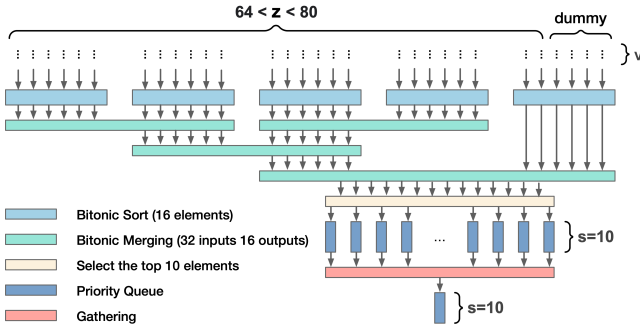 64 < z < 80
dummy
v
Bitonic Sort (16 elements)
Bitonic Merging (32 inputs 16 outputs)
Select the top 10 elements
Priority Queue
Gathering
...
s=10
s=10